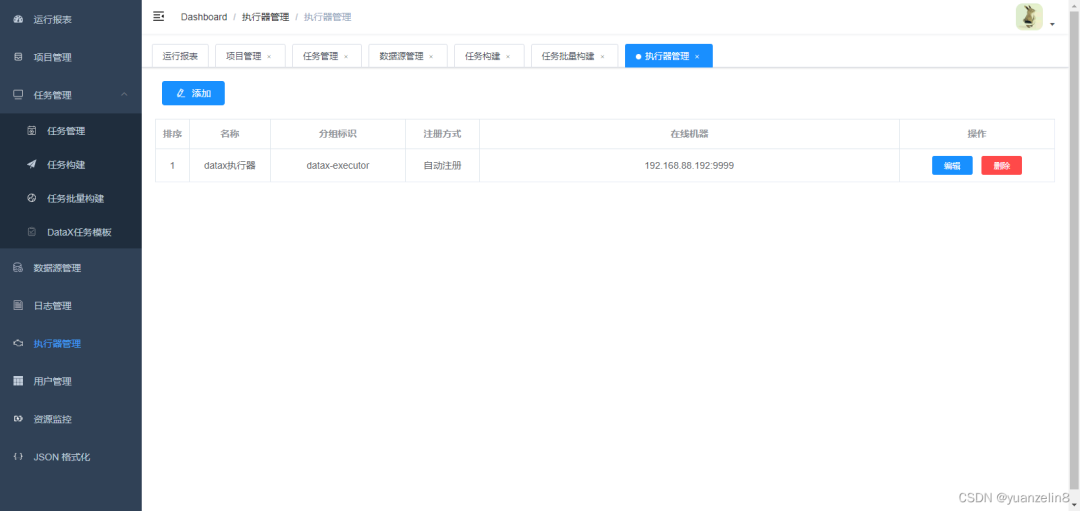 运行报表
项目管理
任务管理
任务管理
任务构建
任务批量构建
DataX任务模板
数据源管理
日志管理
执行器管理
用户管理
资源监控
JSON 格式化
Dashboard / 执行器管理 / 执行器管理
运行报表 项目管理 × 任务管理 × 数据源管理 × 任务构建 × 任务批量构建 × 执行器管理 ×
添加
排序 名称 分组标识 注册方式 在线机器 操作
1 datax执行器 datax-executor 自动注册 192.168.88.192:9999 编辑 删除
CSDN @yuanzelin8